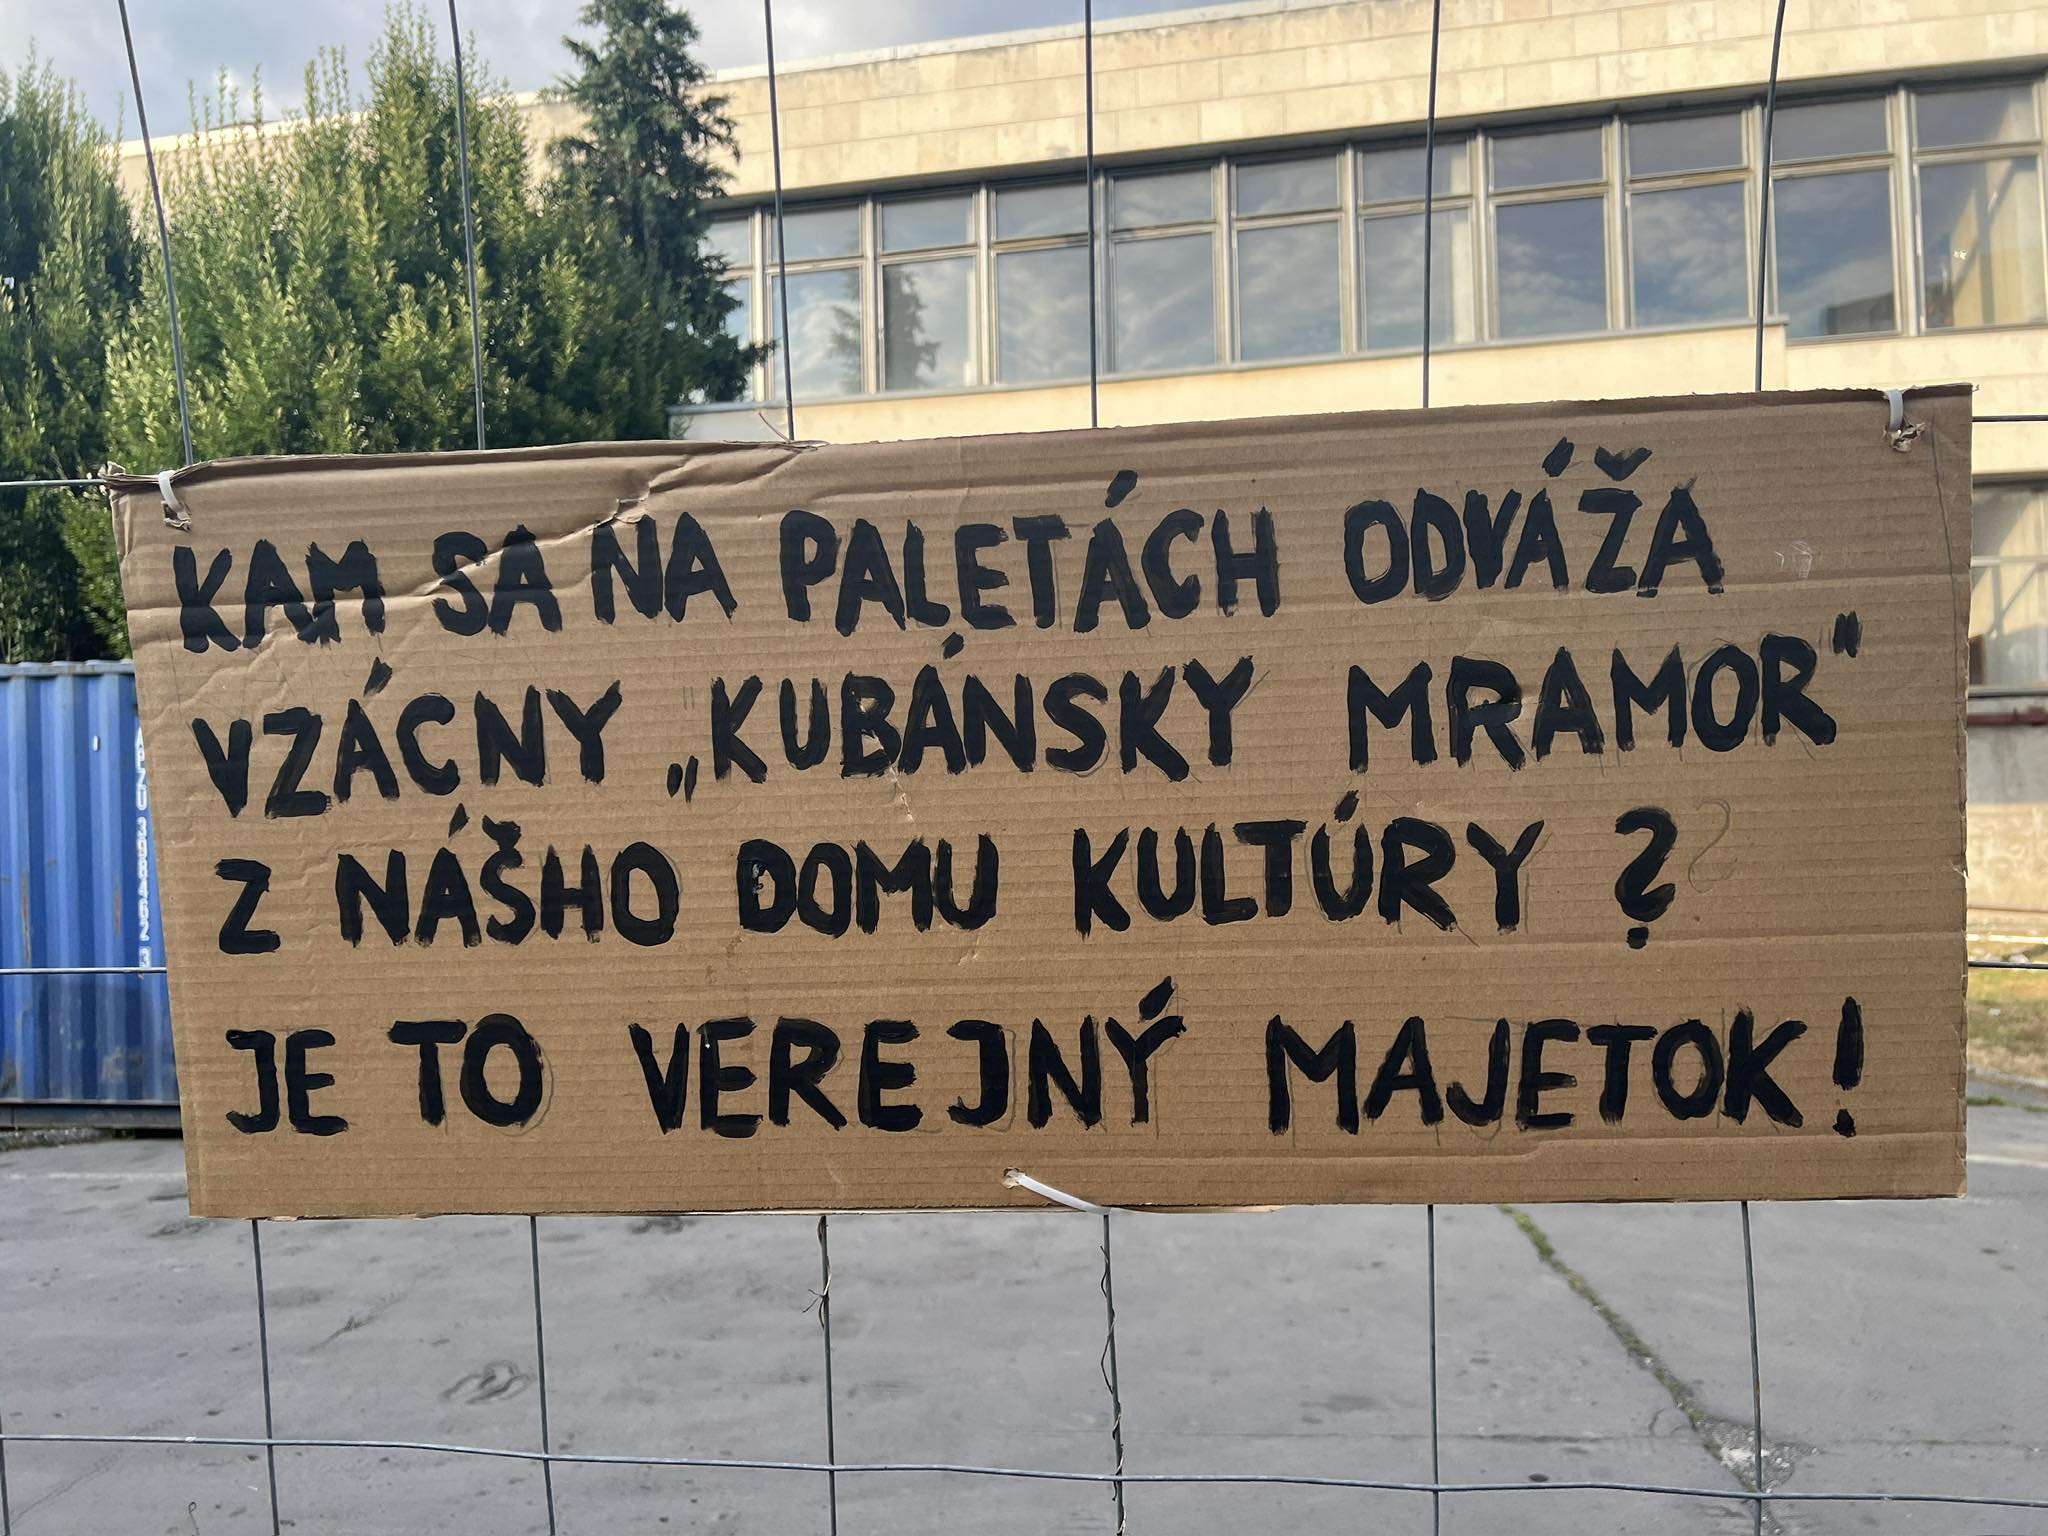 KAM SA NA PALETÁCH ODVÁŽA
VZÁCNY „KUBÁNSKY MRAMOR"
Z NÁŠHO DOMU KULTÚRY?
JE TO VEREJNÝ MAJETOK!